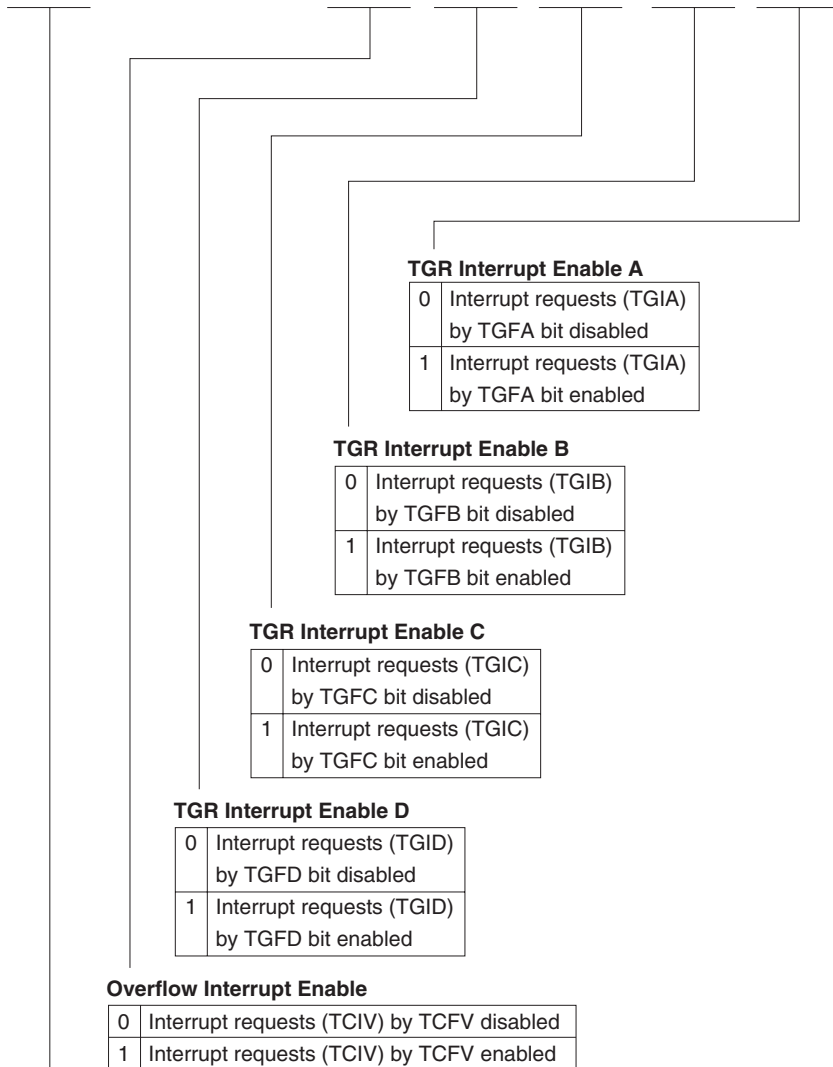 TGR Interrupt Enable A
0 Interrupt requests (TGIA)
by TGFA bit disabled
1 Interrupt requests (TGIA)
by TGFA bit enabled
TGR Interrupt Enable B
0 Interrupt requests (TGIB)
by TGFB bit disabled
1 Interrupt requests (TGIB)
by TGFB bit enabled
TGR Interrupt Enable C
0 Interrupt requests (TGIC)
by TGFC bit disabled
1 Interrupt requests (TGIC)
by TGFC bit enabled
TGR Interrupt Enable D
0 Interrupt requests (TGID)
by TGFD bit disabled
1 Interrupt requests (TGID)
by TGFD bit enabled
Overflow Interrupt Enable
0 Interrupt requests (TCIV) by TCFV disabled
1 Interrupt requests (TCIV) by TCFV enabled